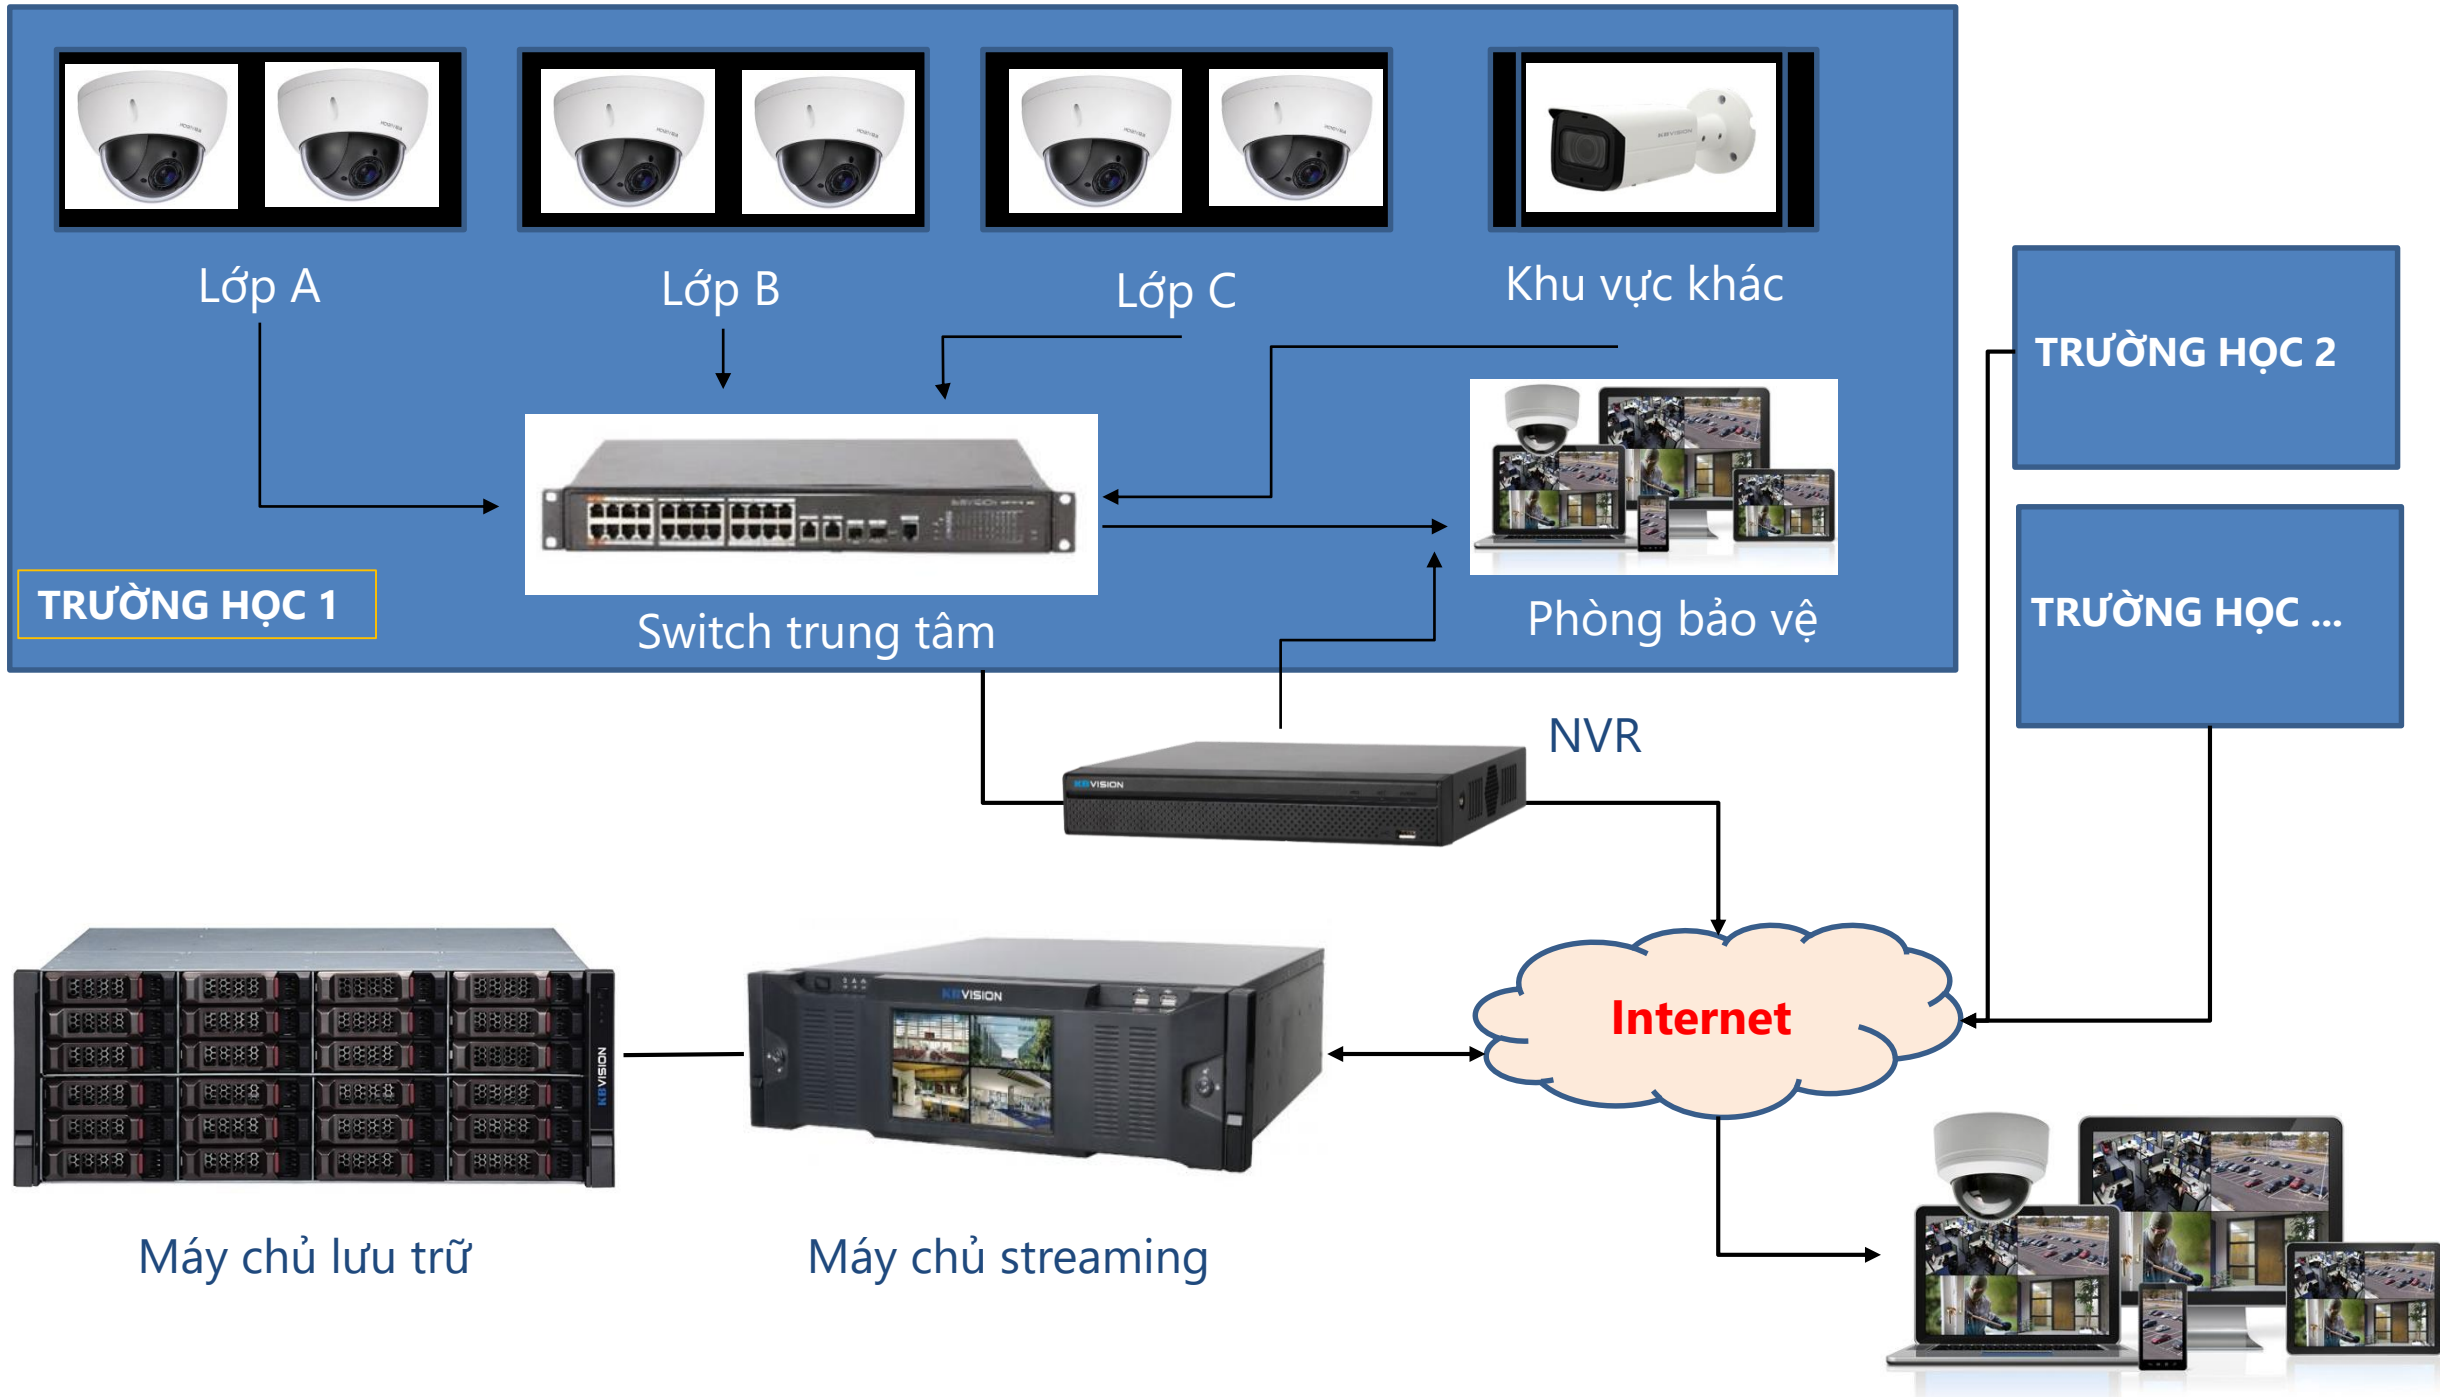 Lớp A
Lớp B
Lớp C
Khu vực khác
TRƯỜNG HỌC 2
TRƯỜNG HỌC 1
Switch trung tâm
Phòng bảo vệ
TRƯỜNG HỌC ...
NVR
KBVISION
KBVISION
KBVISION
KBVISION
Internet
Máy chủ lưu trữ
Máy chủ streaming